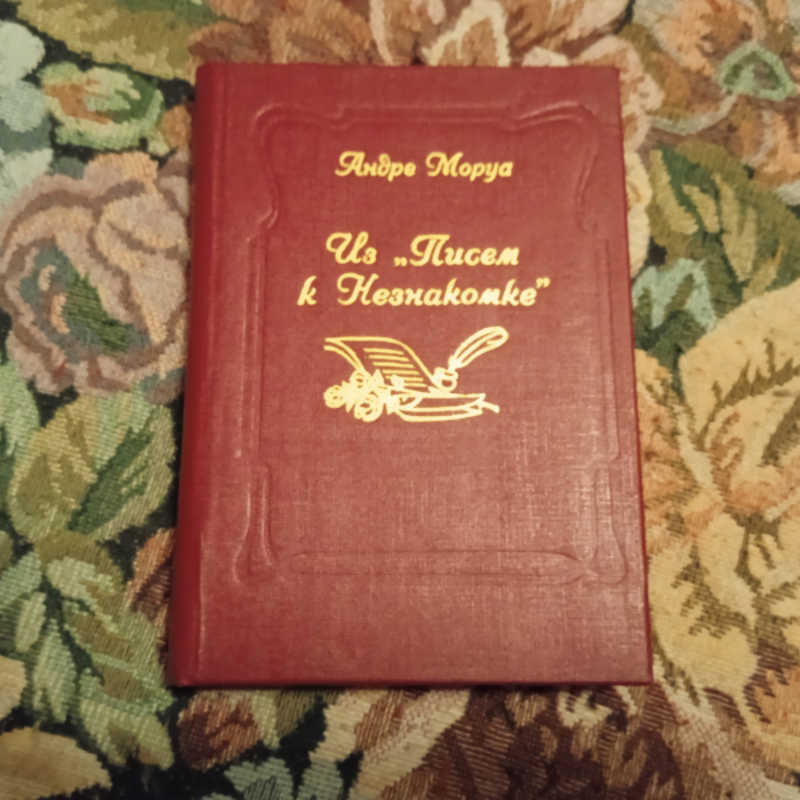 Андре Моруа
Из „Писем
к Незнакомке”